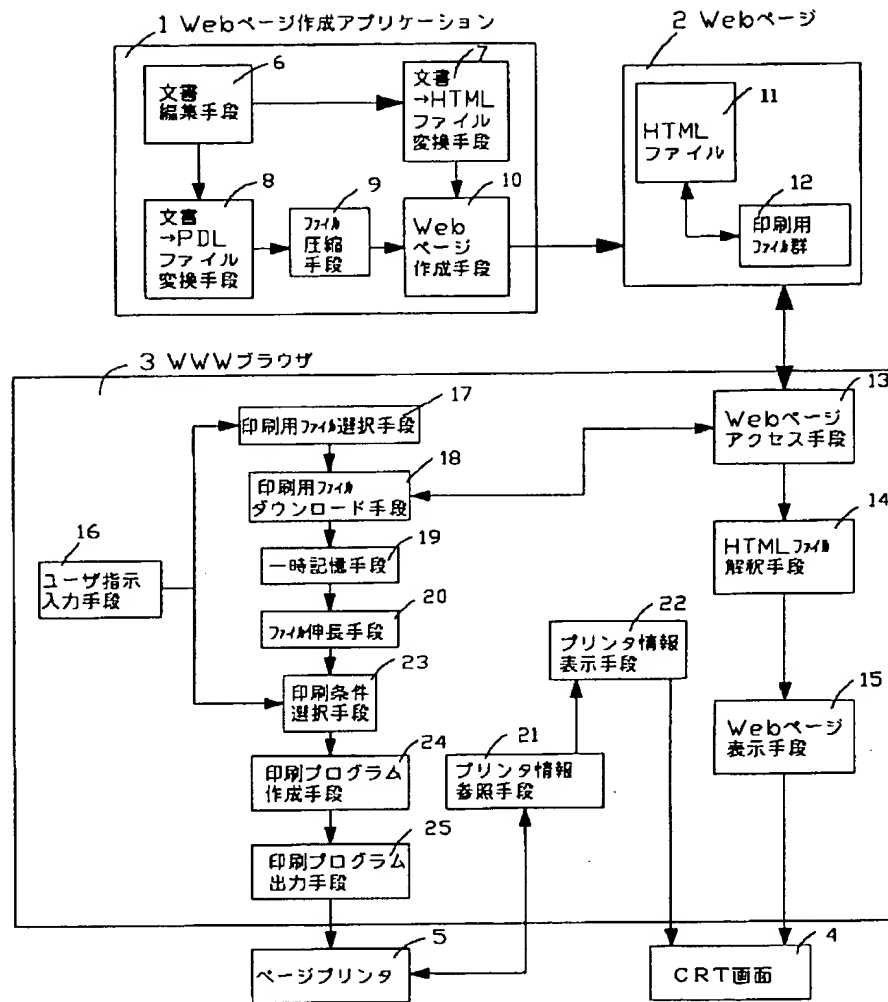 1 Webページ作成アプリケーション
6
文書
編集手段
7
文書
→HTML
ファイル
変換手段
8
文書
→PDL
ファイル
変換手段
9
ファイル
圧縮
手段
10
Web
ページ
作成手段
2 Webページ
11
HTML
ファイル
12
印刷用
ファイル群
3 WWWブラウザ
13
Webページ
アクセス手段
14
HTMLファイル
解釈手段
15
Webページ
表示手段
16
ユーザ指示
入力手段
17
印刷用ファイル選択手段
18
印刷用ファイル
ダウンロード手段
19
一時記憶手段
20
ファイル伸長手段
23
印刷条件
選択手段
24
印刷プログラム
作成手段
25
印刷プログラム
出力手段
21
プリンタ情報
参照手段
22
プリンタ情報
表示手段
5
ページプリンタ
4
CRT画面